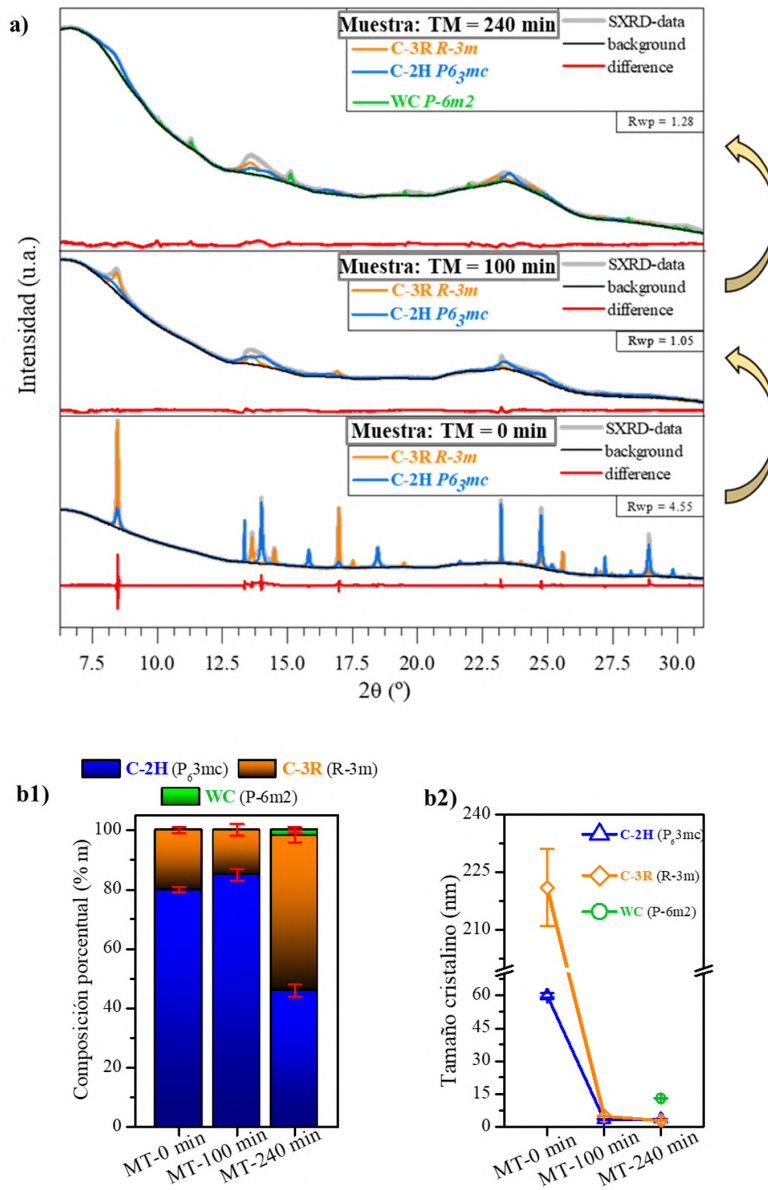 a)
Intensidad (u.a.)
Muestra: TM = 240 min
C-3R R-3m
C-2H P6₃mc
WC P-6m2
SXRD-data
background
difference
Rwp = 1.28
Muestra: TM = 100 min
C-3R R-3m
C-2H P6₃mc
SXRD-data
background
difference
Rwp = 1.05
Muestra: TM = 0 min
C-3R R-3m
C-2H P6₃mc
SXRD-data
background
difference
Rwp = 4.55
7.5 10.0 12.5 15.0 17.5 20.0 22.5 25.0 27.5 30.0
2θ (º)
b1)
C-2H (P₆3mc) C-3R (R-3m)
WC (P-6m2)
Composición porcentual (% m)
100
80
60
40
20
0
MT-0 min MT-100 min MT-240 min
b2)
Tamaño cristalino (nm)
240
225
210
60
45
30
15
0
C-2H (P₆3mc)
C-3R (R-3m)
WC (P-6m2)
MT-0 min MT-100 min MT-240 min